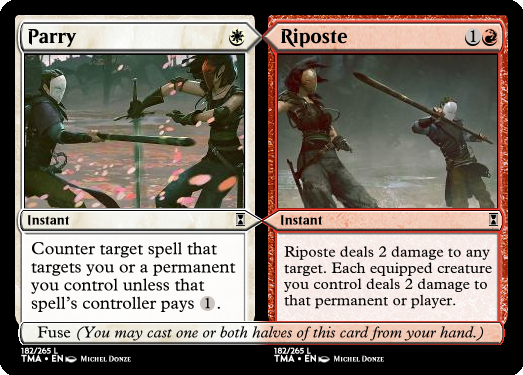 Parry
Instant
Counter target spell that
targets you or a permanent
you control unless that
spell's controller pays 1.
Riposte
1
Instant
Riposte deals 2 damage to any
target. Each equipped creature
you control deals 2 damage to
that permanent or player.
Fuse (You may cast one or both halves of this card from your hand.)
182/265 L
TMA • EN MICHEL DONZE
182/265 L
TMA • EN MICHEL DONZE